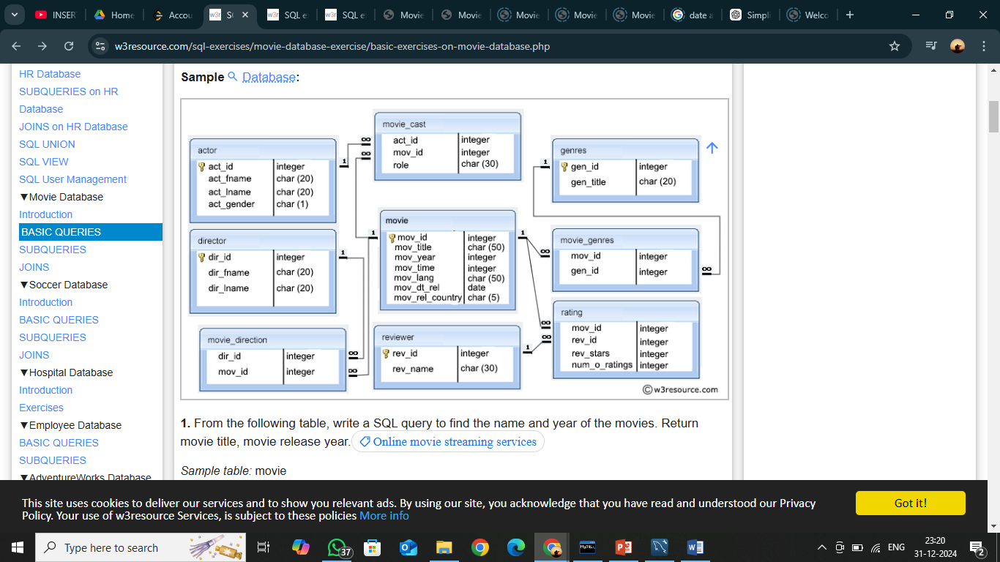 INSER
Home
Accou
S
SQL e
SQL e
Movie
Movie
Movie
Movie
Movie
date a
Simpli
Welco
w3resource.com/sql-exercises/movie-database-exercise/basic-exercises-on-movie-database.php
HR Database
SUBQUERIES on HR
Database
JOINS on HR Database
SQL UNION
SQL VIEW
SQL User Management
▼Movie Database
Introduction
BASIC QUERIES
SUBQUERIES
JOINS
▼Soccer Database
Introduction
BASIC QUERIES
SUBQUERIES
JOINS
▼Hospital Database
Introduction
Exercises
▼Employee Database
BASIC QUERIES
SUBQUERIES
▼AdventureWorks Database
Sample Database:
actor
act_id integer
act_fname char (20)
act_lname char (20)
act_gender char (1)
1
director
dir_id integer
dir_fname char (20)
dir_lname char (20)
1
movie_direction
dir_id integer
mov_id integer
∞
∞
movie_cast
act_id integer
mov_id integer
role char (30)
∞
∞
movie
mov_id integer
mov_title char (50)
mov_year integer
mov_time integer
mov_lang char (50)
mov_dt_rel date
mov_rel_country char (5)
1
1
reviewer
rev_id integer
rev_name char (30)
1
genres
gen_id integer
gen_title char (20)
1
movie_genres
mov_id integer
gen_id integer
∞
∞
rating
mov_id integer
rev_id integer
rev_stars integer
num_o_ratings integer
∞
∞
©w3resource.com
1. From the following table, write a SQL query to find the name and year of the movies. Return
movie title, movie release year. Online movie streaming services
Sample table: movie
This site uses cookies to deliver our services and to show you relevant ads. By using our site, you acknowledge that you have read and understood our Privacy
Policy. Your use of w3resource Services, is subject to these policies More info
Got it!
Type here to search
37
ENG
23:20
31-12-2024
2